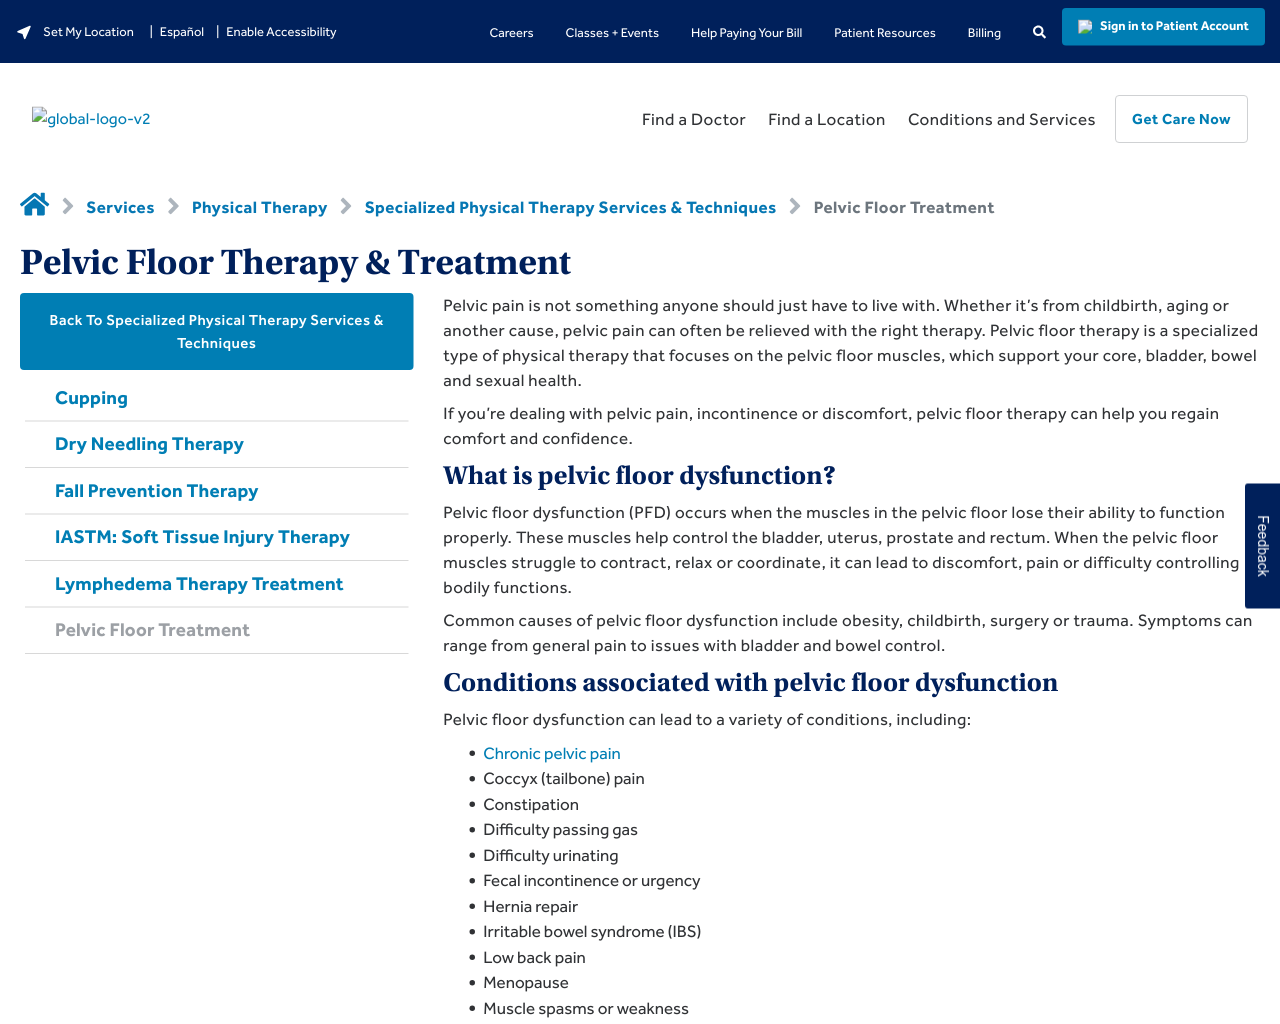 Set My Location | Español | Enable Accessibility Careers Classes + Events Help Paying Your Bill Patient Resources Billing Sign in to Patient Account
global-logo-v2 Find a Doctor Find a Location Conditions and Services Get Care Now
Services Physical Therapy Specialized Physical Therapy Services & Techniques Pelvic Floor Treatment
Pelvic Floor Therapy & Treatment
Back To Specialized Physical Therapy Services &
Techniques
Cupping
Dry Needling Therapy
Fall Prevention Therapy
IASTM: Soft Tissue Injury Therapy
Lymphedema Therapy Treatment
Pelvic Floor Treatment
Pelvic pain is not something anyone should just have to live with. Whether it's from childbirth, aging or
another cause, pelvic pain can often be relieved with the right therapy. Pelvic floor therapy is a specialized
type of physical therapy that focuses on the pelvic floor muscles, which support your core, bladder, bowel
and sexual health.
If you're dealing with pelvic pain, incontinence or discomfort, pelvic floor therapy can help you regain
comfort and confidence.
What is pelvic floor dysfunction?
Pelvic floor dysfunction (PFD) occurs when the muscles in the pelvic floor lose their ability to function
properly. These muscles help control the bladder, uterus, prostate and rectum. When the pelvic floor
muscles struggle to contract, relax or coordinate, it can lead to discomfort, pain or difficulty controlling
bodily functions.
Common causes of pelvic floor dysfunction include obesity, childbirth, surgery or trauma. Symptoms can
range from general pain to issues with bladder and bowel control.
Conditions associated with pelvic floor dysfunction
Pelvic floor dysfunction can lead to a variety of conditions, including:
• Chronic pelvic pain
• Coccyx (tailbone) pain
• Constipation
• Difficulty passing gas
• Difficulty urinating
• Fecal incontinence or urgency
• Hernia repair
• Irritable bowel syndrome (IBS)
• Low back pain
• Menopause
• Muscle spasms or weakness
Feedback